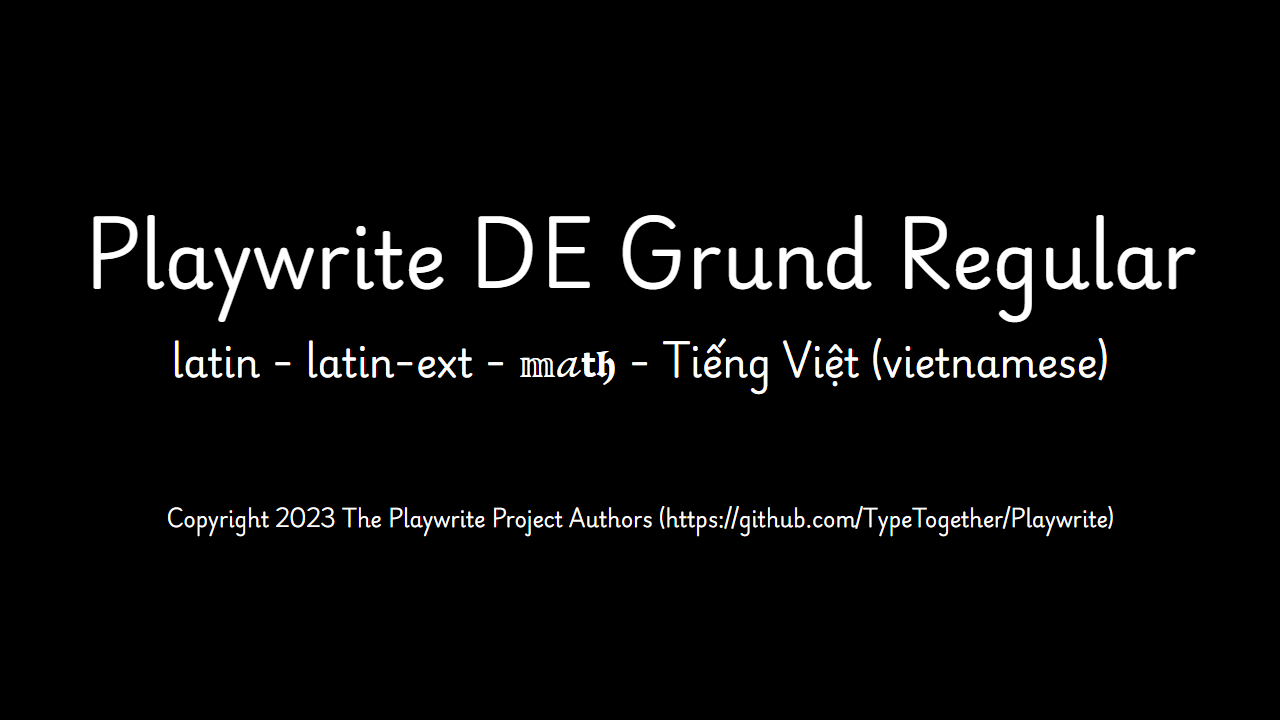 Playwrite DE Grund Regular
latin - latin-ext - 𝕞𝑎𝐭𝖍 - Tiếng Việt (vietnamese)
Copyright 2023 The Playwrite Project Authors (https://github.com/TypeTogether/Playwrite)